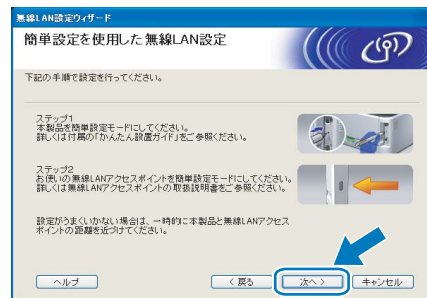 無線LAN設定ウィザード
簡単設定を使用した無線LAN設定
下記の手順で設定を行ってください。
ステップ1
本製品を簡単設定モードにしてください。
詳しくは付属の「かんたん設置ガイド」をご参照ください。
ステップ2
お使いの無線LANアクセスポイントを簡単設定モードにしてください。
詳しくは無線LANアクセスポイントの取扱説明書をご参照ください。
設定がうまくいかない場合は、一時的に本製品と無線LANアクセス
ポイントの距離を近づけてください。
ヘルプ
< 戻る
次へ >
キャンセル